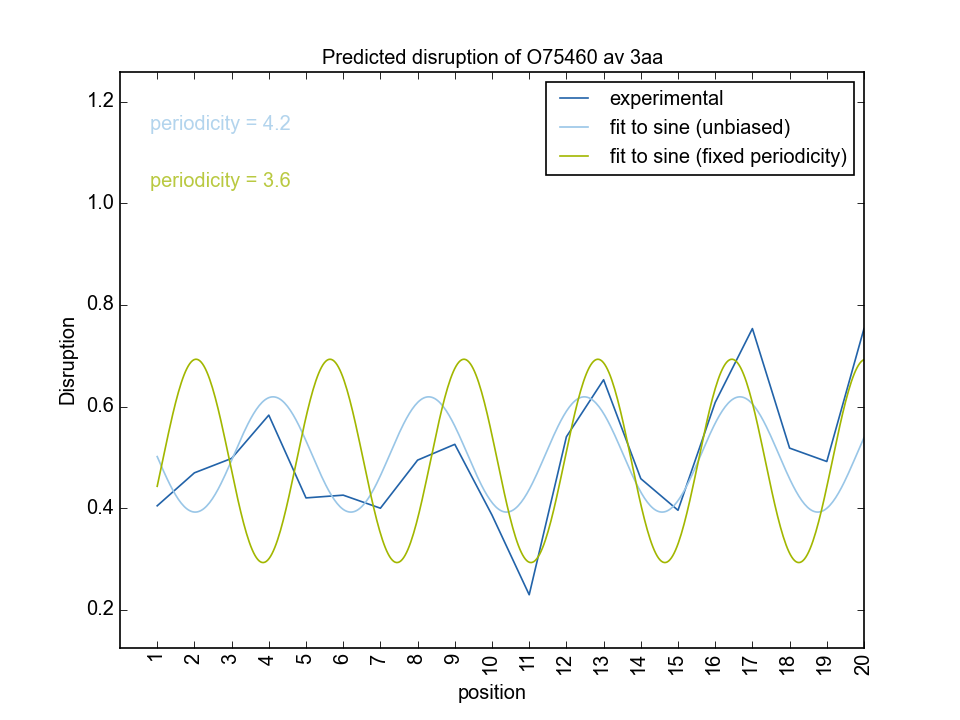 Predicted disruption of O75460 av 3aa
periodicity = 4.2
periodicity = 3.6
experimental
fit to sine (unbiased)
fit to sine (fixed periodicity)
Disruption
1.2
1.0
0.8
0.6
0.4
0.2
1 2 3 4 5 6 7 8 9 10 11 12 13 14 15 16 17 18 19 20
position